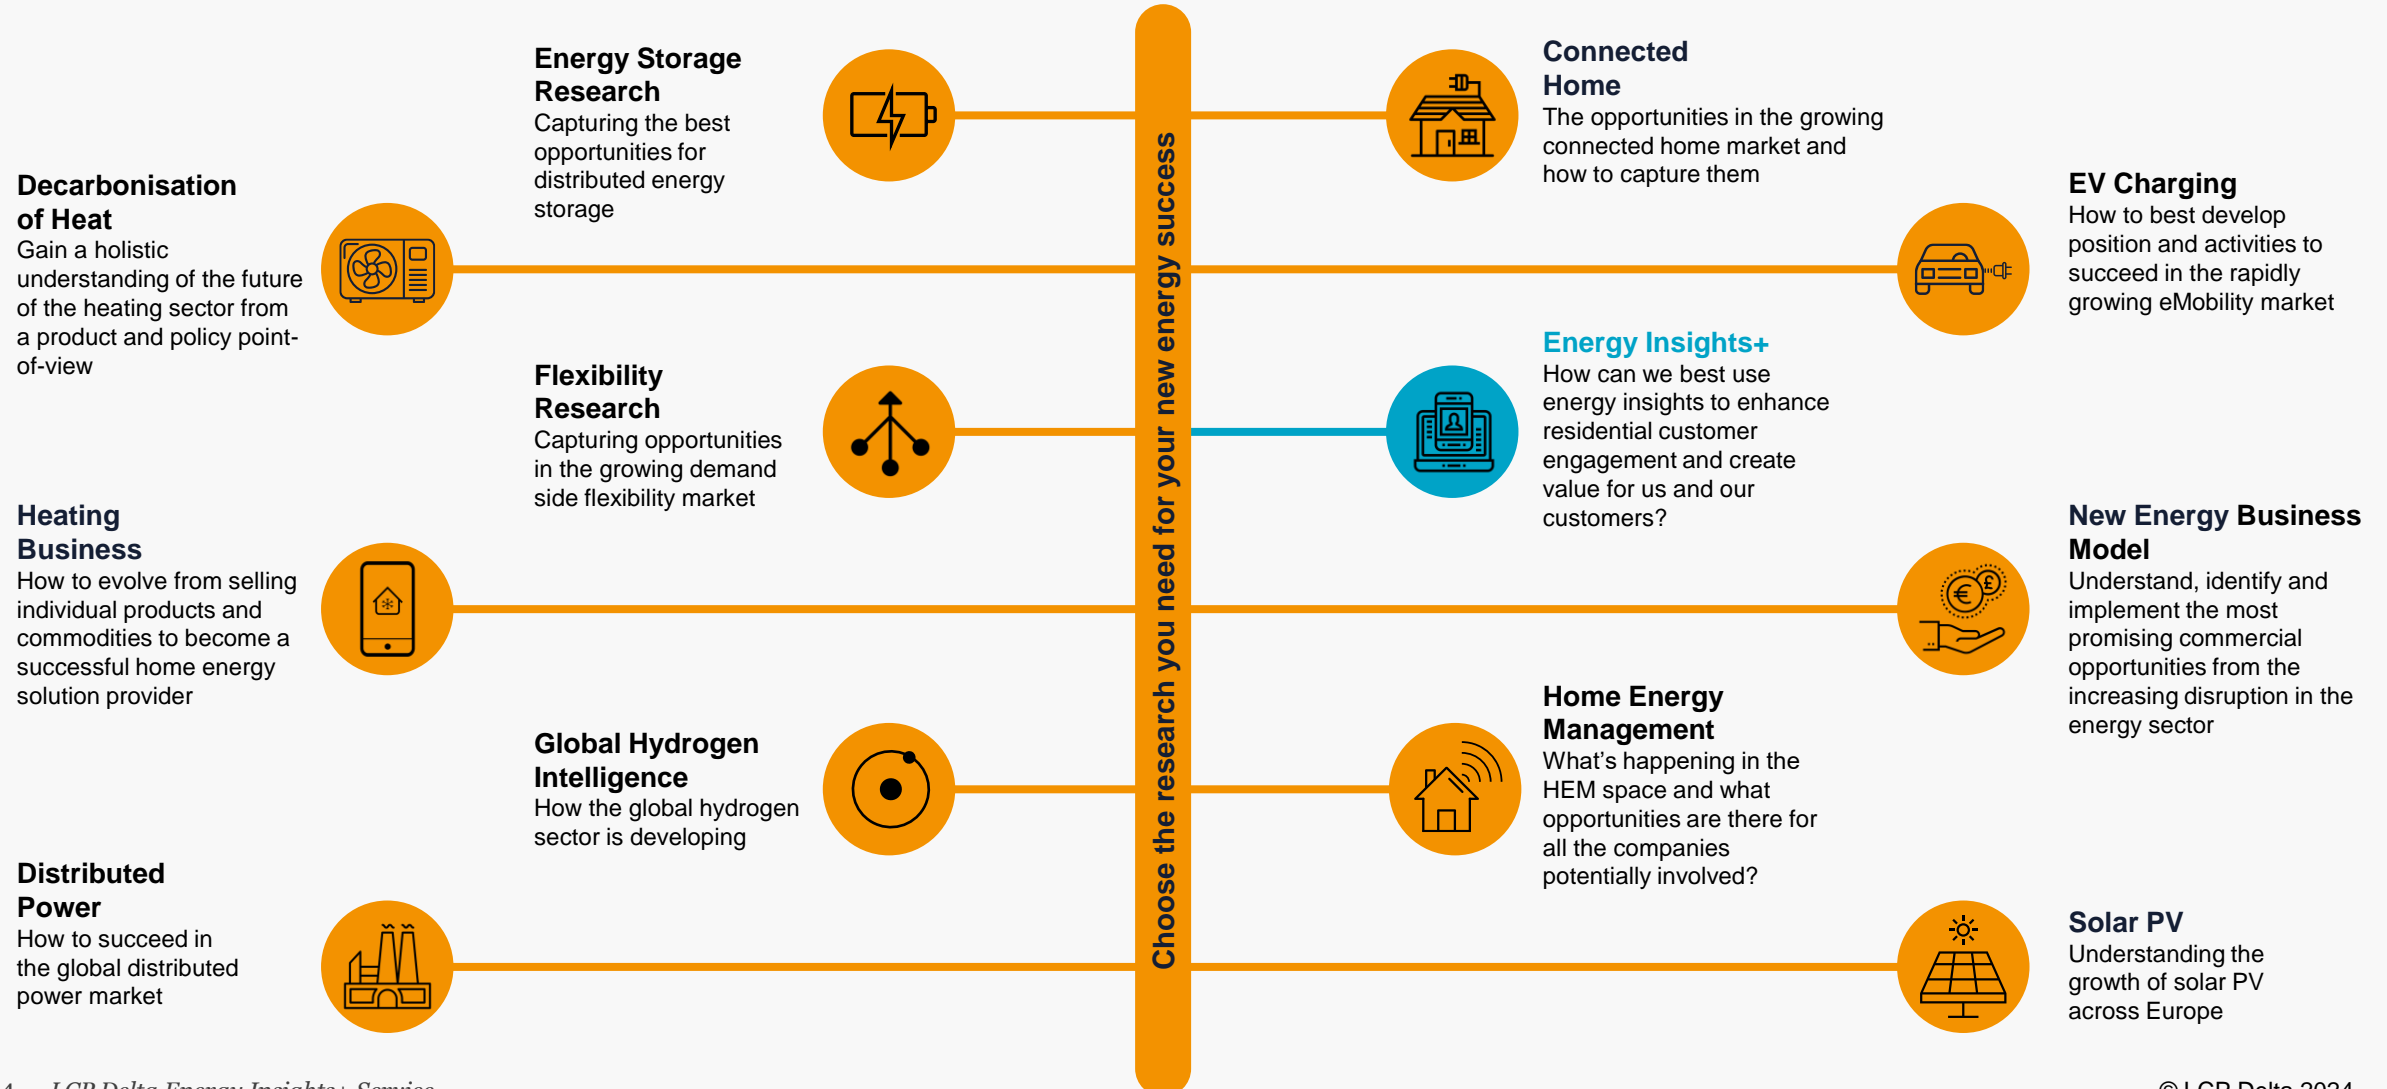 Energy Storage
Research
Capturing the best
opportunities for
distributed energy
storage
Connected
Home
The opportunities in the growing
connected home market and
how to capture them
Decarbonisation
of Heat
Gain a holistic
understanding of the future
of the heating sector from
a product and policy point-
of-view
EV Charging
How to best develop
position and activities to
succeed in the rapidly
growing eMobility market
Choose the research you need for your new energy success
Flexibility
Research
Capturing opportunities
in the growing demand
side flexibility market
Energy Insights+
How can we best use
energy insights to enhance
residential customer
engagement and create
value for us and our
customers?
Heating
Business
How to evolve from selling
individual products and
commodities to become a
successful home energy
solution provider
€ £
New Energy Business
Model
Understand, identify and
implement the most
promising commercial
opportunities from the
increasing disruption in the
energy sector
Global Hydrogen
Intelligence
How the global hydrogen
sector is developing
Home Energy
Management
What’s happening in the
HEM space and what
opportunities are there for
all the companies
potentially involved?
Distributed
Power
How to succeed in
the global distributed
power market
Solar PV
Understanding the
growth of solar PV
across Europe
4 LCP Delta Energy Insights+ Service
© LCP Delta 2024